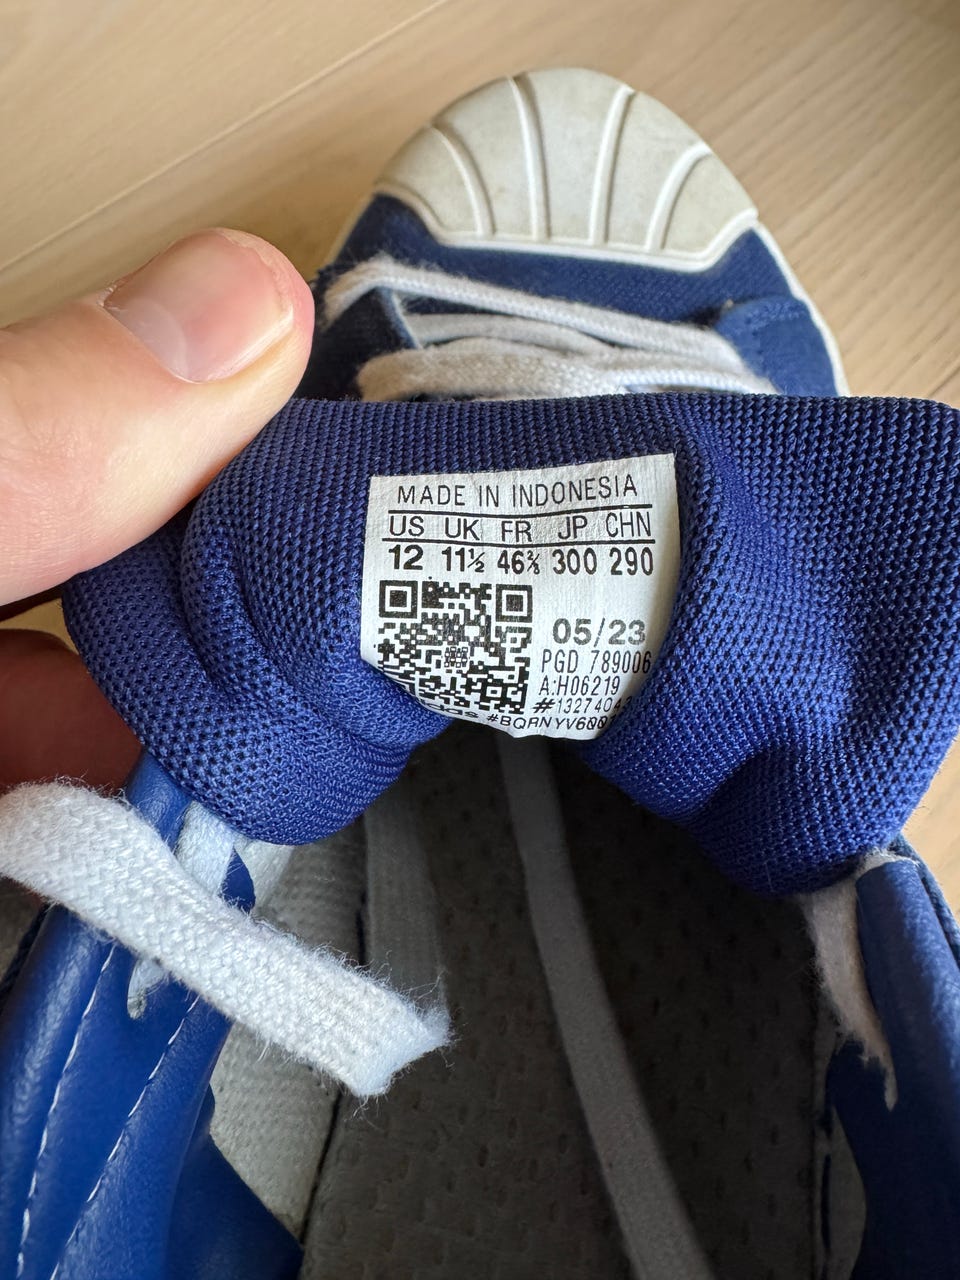 MADE IN INDONESIA
US UK FR JP CHN
12 11½ 46⅔ 300 290
05/23
PGD 789006
A:H06219